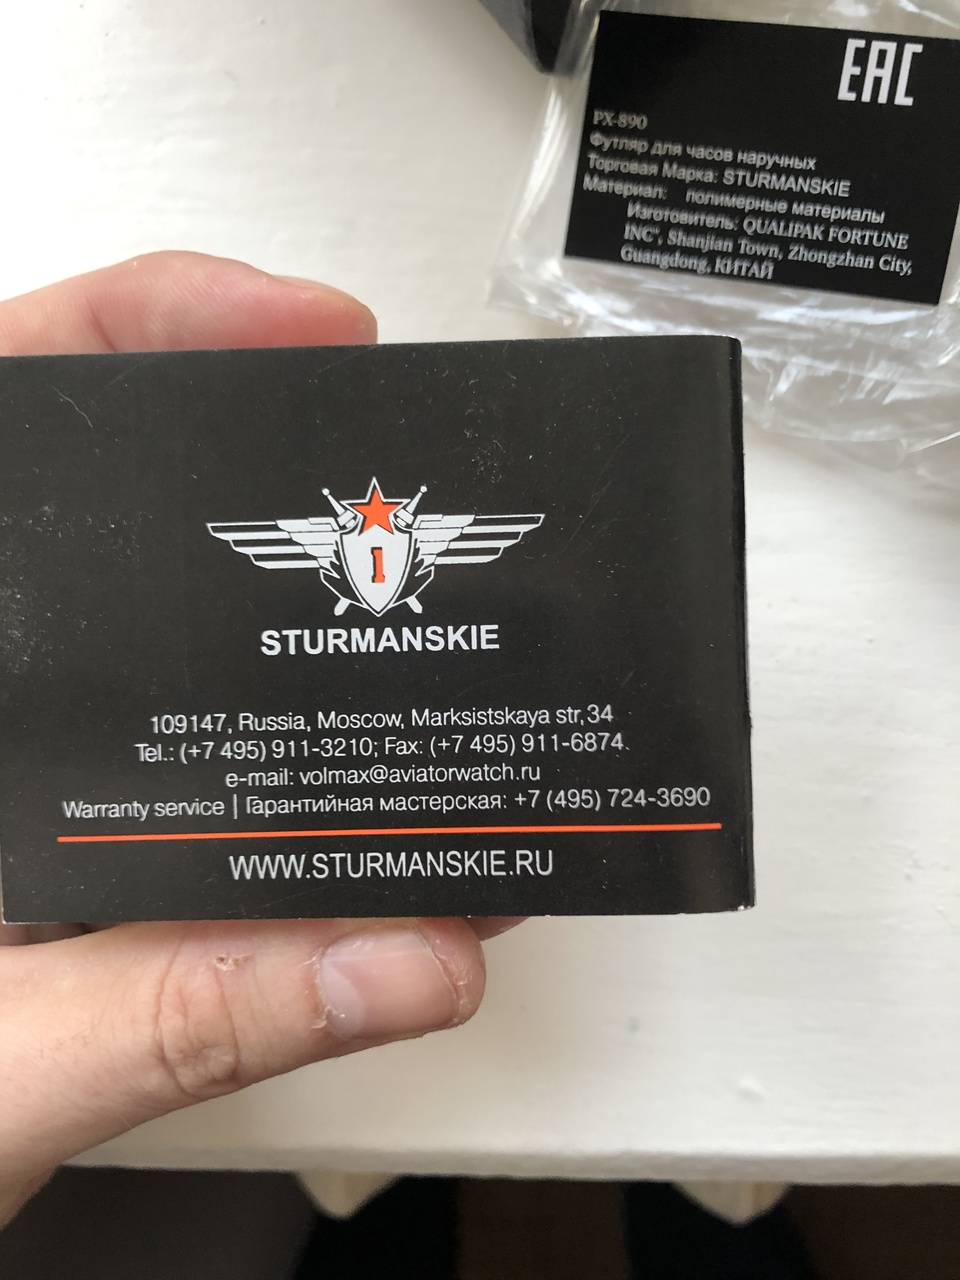 EAC
PX-890
Футляр для часов наручных
Торговая Марка: STURMANSKIE
Материал: полимерные материалы
Изготовитель: QUALIPAK FORTUNE
INC", Shanjian Town, Zhongzhan City,
Guangdong, КИТАЙ
1
STURMANSKIE
109147, Russia, Moscow, Marksistskaya str,34
Tel.: (+7 495) 911-3210; Fax: (+7 495) 911-6874.
e-mail: volmax@aviatorwatch.ru
Warranty service | Гарантийная мастерская: +7 (495) 724-3690
WWW.STURMANSKIE.RU